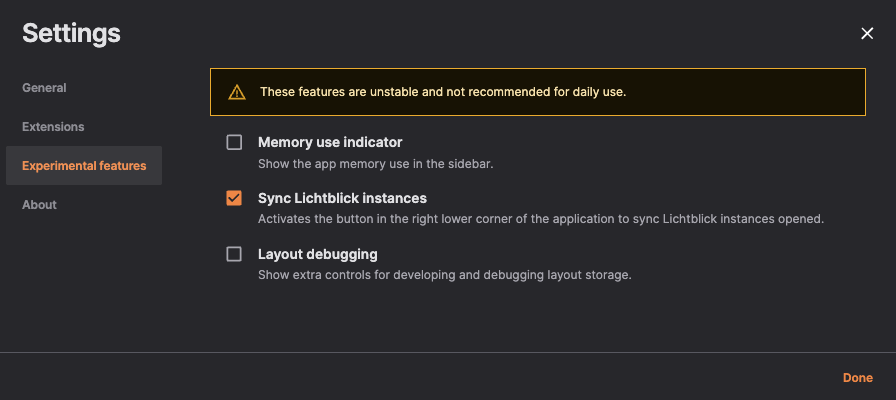 Settings
General
Extensions
Experimental features
About
These features are unstable and not recommended for daily use.
Memory use indicator
Show the app memory use in the sidebar.
Sync Lichtblick instances
Activates the button in the right lower corner of the application to sync Lichtblick instances opened.
Layout debugging
Show extra controls for developing and debugging layout storage.
Done